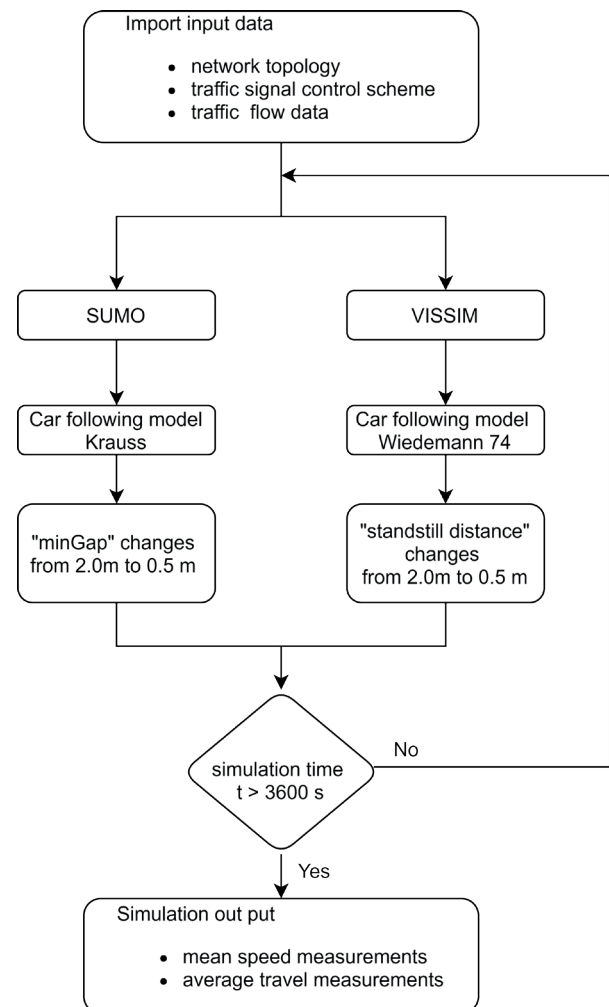 Import input data
• network topology
• traffic signal control scheme
• traffic flow data
SUMO
VISSIM
Car following model
Krauss
Car following model
Wiedemann 74
"minGap" changes
from 2.0m to 0.5 m
"standstill distance"
changes
from 2.0m to 0.5 m
simulation time
t > 3600 s
No
Yes
Simulation out put
• mean speed measurements
• average travel measurements